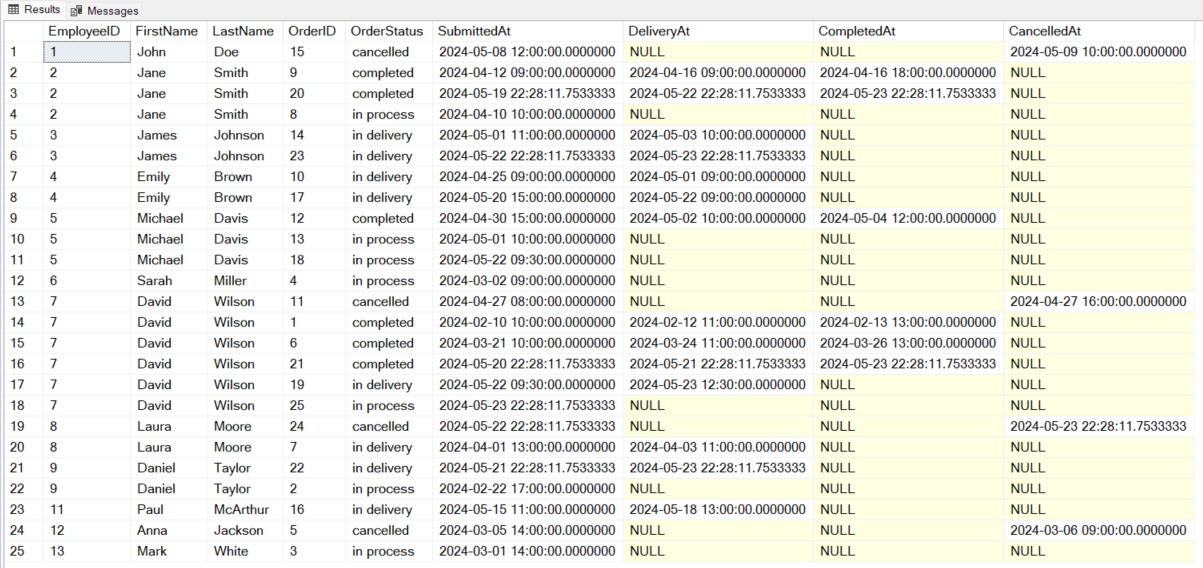 Results Messages
EmployeeID FirstName LastName OrderID OrderStatus SubmittedAt DeliveryAt CompletedAt CancelledAt
1 1 John Doe 15 cancelled 2024-05-08 12:00:00.0000000 NULL NULL 2024-05-09 10:00:00.0000000
2 2 Jane Smith 9 completed 2024-04-12 09:00:00.0000000 2024-04-16 09:00:00.0000000 2024-04-16 18:00:00.0000000 NULL
3 2 Jane Smith 20 completed 2024-05-19 22:28:11.7533333 2024-05-22 22:28:11.7533333 2024-05-23 22:28:11.7533333 NULL
4 2 Jane Smith 8 in process 2024-04-10 10:00:00.0000000 NULL NULL NULL
5 3 James Johnson 14 in delivery 2024-05-01 11:00:00.0000000 2024-05-03 10:00:00.0000000 NULL NULL
6 3 James Johnson 23 in delivery 2024-05-22 22:28:11.7533333 2024-05-23 22:28:11.7533333 NULL NULL
7 4 Emily Brown 10 in delivery 2024-04-25 09:00:00.0000000 2024-05-01 09:00:00.0000000 NULL NULL
8 4 Emily Brown 17 in delivery 2024-05-20 15:00:00.0000000 2024-05-22 09:00:00.0000000 NULL NULL
9 5 Michael Davis 12 completed 2024-04-30 15:00:00.0000000 2024-05-02 10:00:00.0000000 2024-05-04 12:00:00.0000000 NULL
10 5 Michael Davis 13 in process 2024-05-01 10:00:00.0000000 NULL NULL NULL
11 5 Michael Davis 18 in process 2024-05-22 09:30:00.0000000 NULL NULL NULL
12 6 Sarah Miller 4 in process 2024-03-02 09:00:00.0000000 NULL NULL NULL
13 7 David Wilson 11 cancelled 2024-04-27 08:00:00.0000000 NULL NULL 2024-04-27 16:00:00.0000000
14 7 David Wilson 1 completed 2024-02-10 10:00:00.0000000 2024-02-12 11:00:00.0000000 2024-02-13 13:00:00.0000000 NULL
15 7 David Wilson 6 completed 2024-03-21 10:00:00.0000000 2024-03-24 11:00:00.0000000 2024-03-26 13:00:00.0000000 NULL
16 7 David Wilson 21 completed 2024-05-20 22:28:11.7533333 2024-05-21 22:28:11.7533333 2024-05-23 22:28:11.7533333 NULL
17 7 David Wilson 19 in delivery 2024-05-22 09:30:00.0000000 2024-05-23 12:30:00.0000000 NULL NULL
18 7 David Wilson 25 in process 2024-05-23 22:28:11.7533333 NULL NULL NULL
19 8 Laura Moore 24 cancelled 2024-05-22 22:28:11.7533333 NULL NULL 2024-05-23 22:28:11.7533333
20 8 Laura Moore 7 in delivery 2024-04-01 13:00:00.0000000 2024-04-03 11:00:00.0000000 NULL NULL
21 9 Daniel Taylor 22 in delivery 2024-05-21 22:28:11.7533333 2024-05-23 22:28:11.7533333 NULL NULL
22 9 Daniel Taylor 2 in process 2024-02-22 17:00:00.0000000 NULL NULL NULL
23 11 Paul McArthur 16 in delivery 2024-05-15 11:00:00.0000000 2024-05-18 13:00:00.0000000 NULL NULL
24 12 Anna Jackson 5 cancelled 2024-03-05 14:00:00.0000000 NULL NULL 2024-03-06 09:00:00.0000000
25 13 Mark White 3 in process 2024-03-01 14:00:00.0000000 NULL NULL NULL